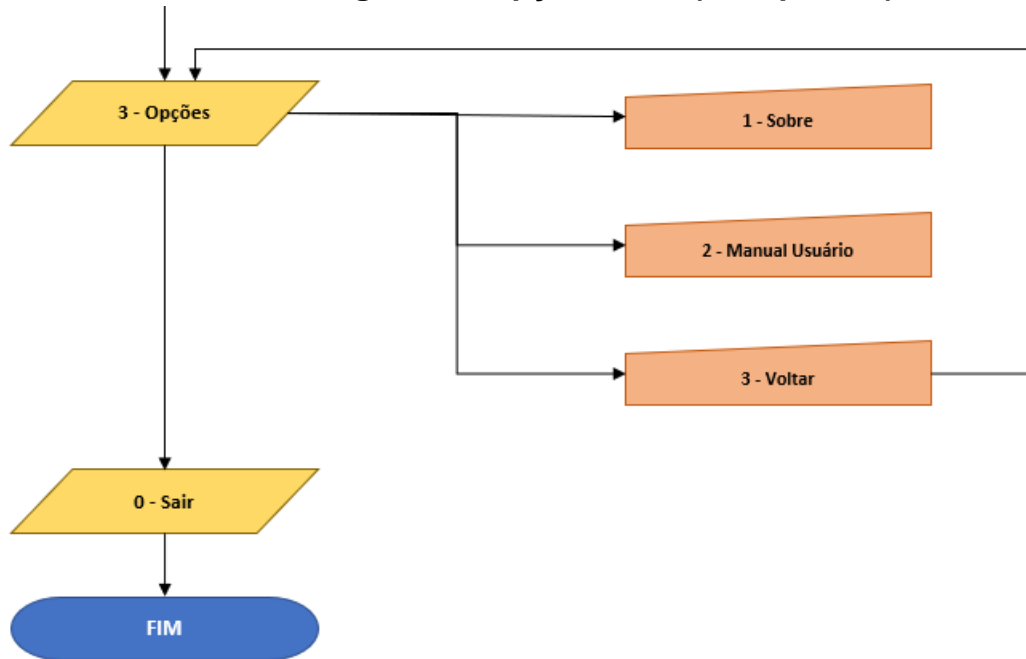 3 - Opções
1 - Sobre
2 - Manual Usuário
3 - Voltar
0 - Sair
FIM